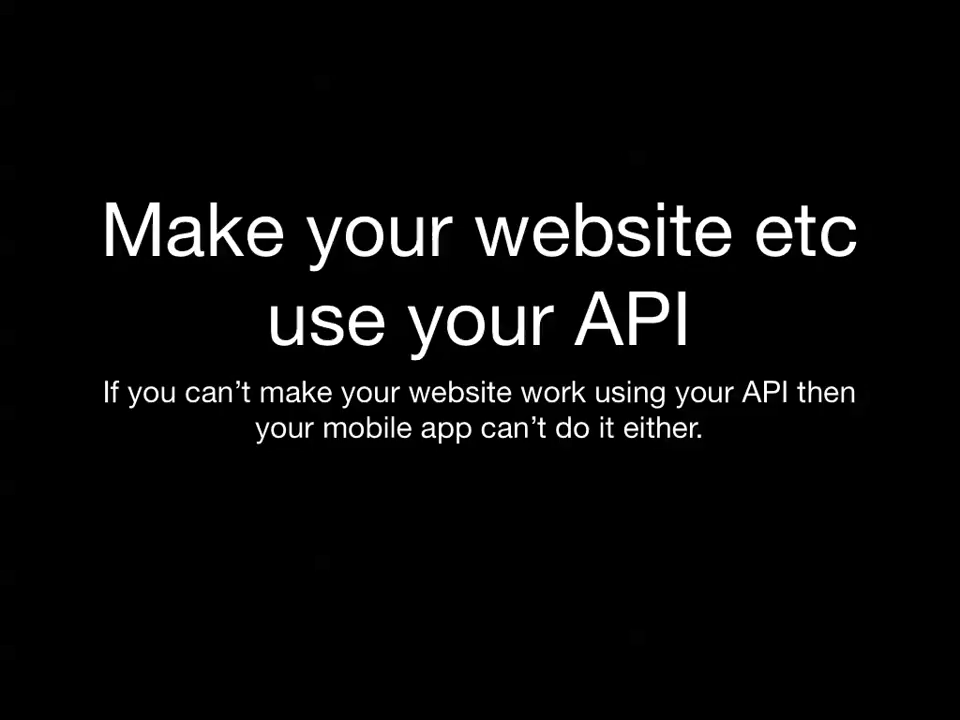 Make your website etc
use your API
If you can’t make your website work using your API then
your mobile app can’t do it either.